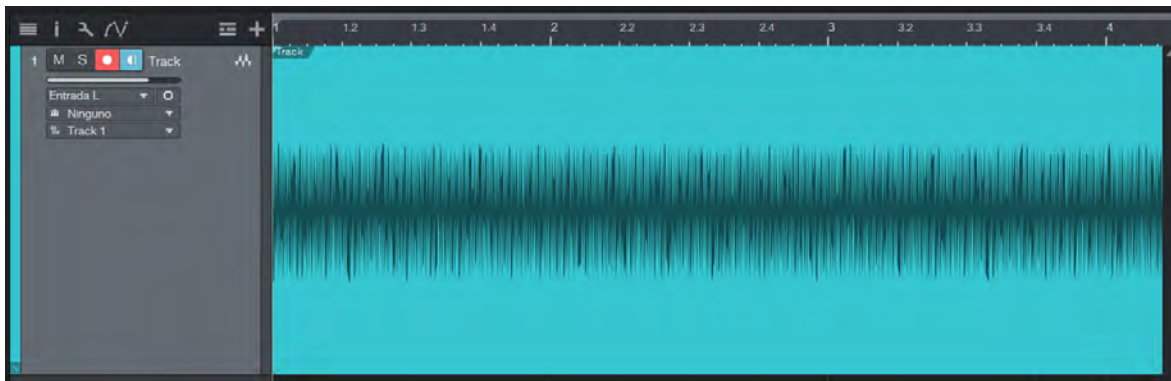 1 1.2 1.3 1.4 2 2.2 2.3 2.4 3 3.2 3.3 3.4 4
1 M S Track
Track
Entrada L
Ninguno
Track 1